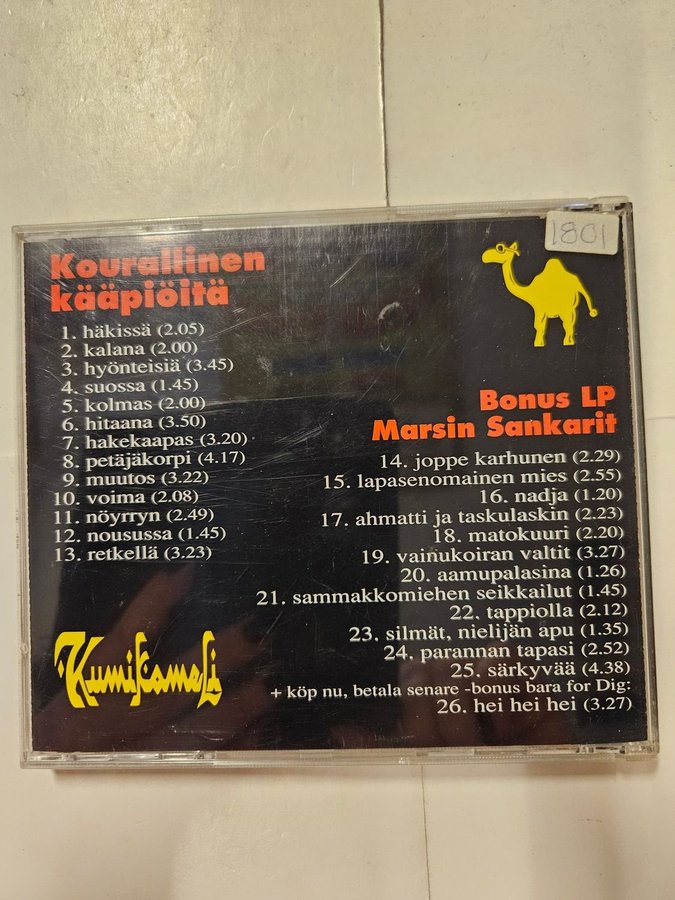 1801
Kourallinen
kääpiöitä
1. häkissä (2.05)
2. kalana (2.00)
3. hyönteisiä (3.45)
4. suossa (1.45)
5. kolmas (2.00)
6. hitaana (3.50)
7. hakekaapas (3.20)
8. petäjäkorpi (4.17)
9. muutos (3.22)
10. voima (2.08)
11. nöyrryn (2.49)
12. nousussa (1.45)
13. retkellä (3.23)
Kumikameli
Bonus LP
Marsin Sankarit
14. joppe karhunen (2.29)
15. lapasenomainen mies (2.55)
16. nadja (1.20)
17. ahmatti ja taskulaskin (2.23)
18. matokuuri (2.20)
19. vainukoiran valtit (3.27)
20. aamupalasina (1.26)
21. sammakkomiehen seikkailut (1.45)
22. tappiolla (2.12)
23. silmät, nielijän apu (1.35)
24. parannan tapasi (2.52)
25. särkyvää (4.38)
+ köp nu, betala senare -bonus bara for Dig:
26. hei hei hei (3.27)